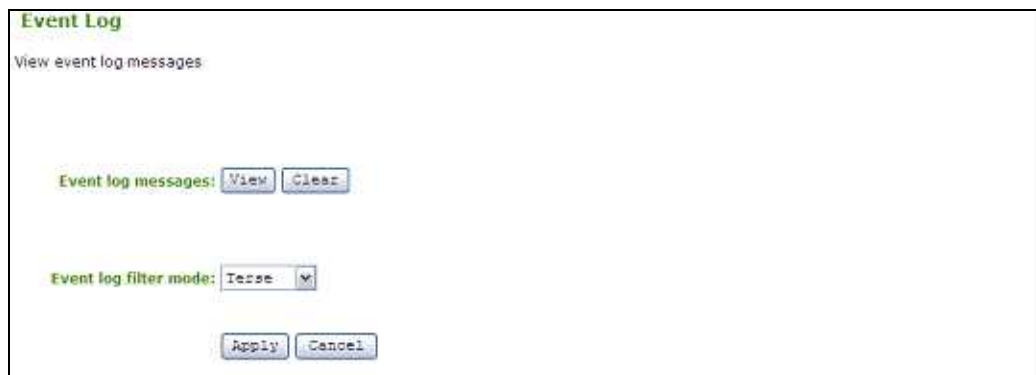 Event Log
View event log messages
Event log messages: View Clear
Event log filter mode: Terse
Apply Cancel